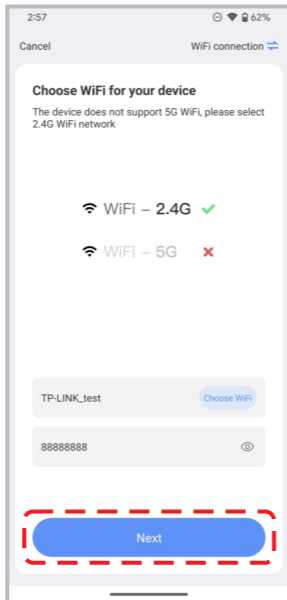 2:57 62%
Cancel WiFi connection
Choose WiFi for your device
The device does not support 5G WiFi, please select
2.4G WiFi network
WiFi – 2.4G
WiFi – 5G
TP-LINK_test Choose WiFi
88888888
Next